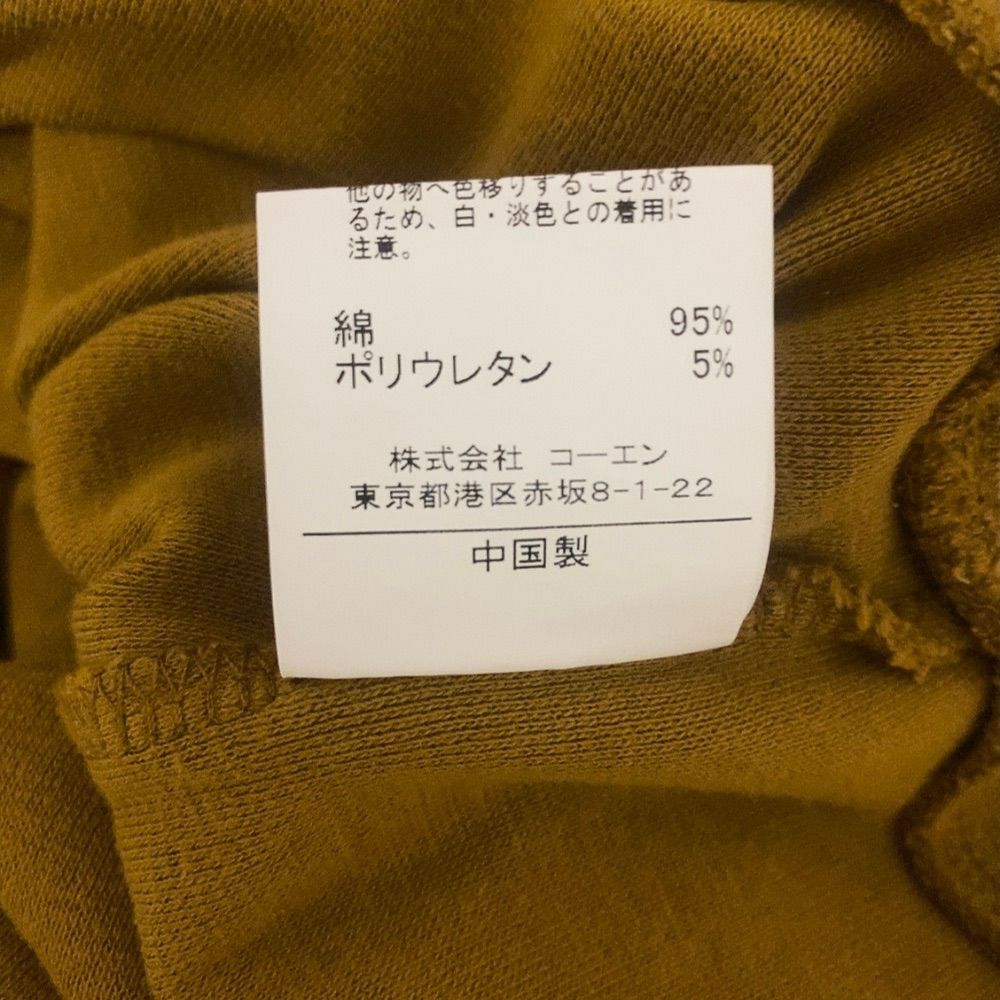 他の物へ色移りすることがあ
るため、白・淡色との着用に
注意。
綿 95%
ポリウレタン 5%
株式会社 コーエン
東京都港区赤坂8-1-22
中国製